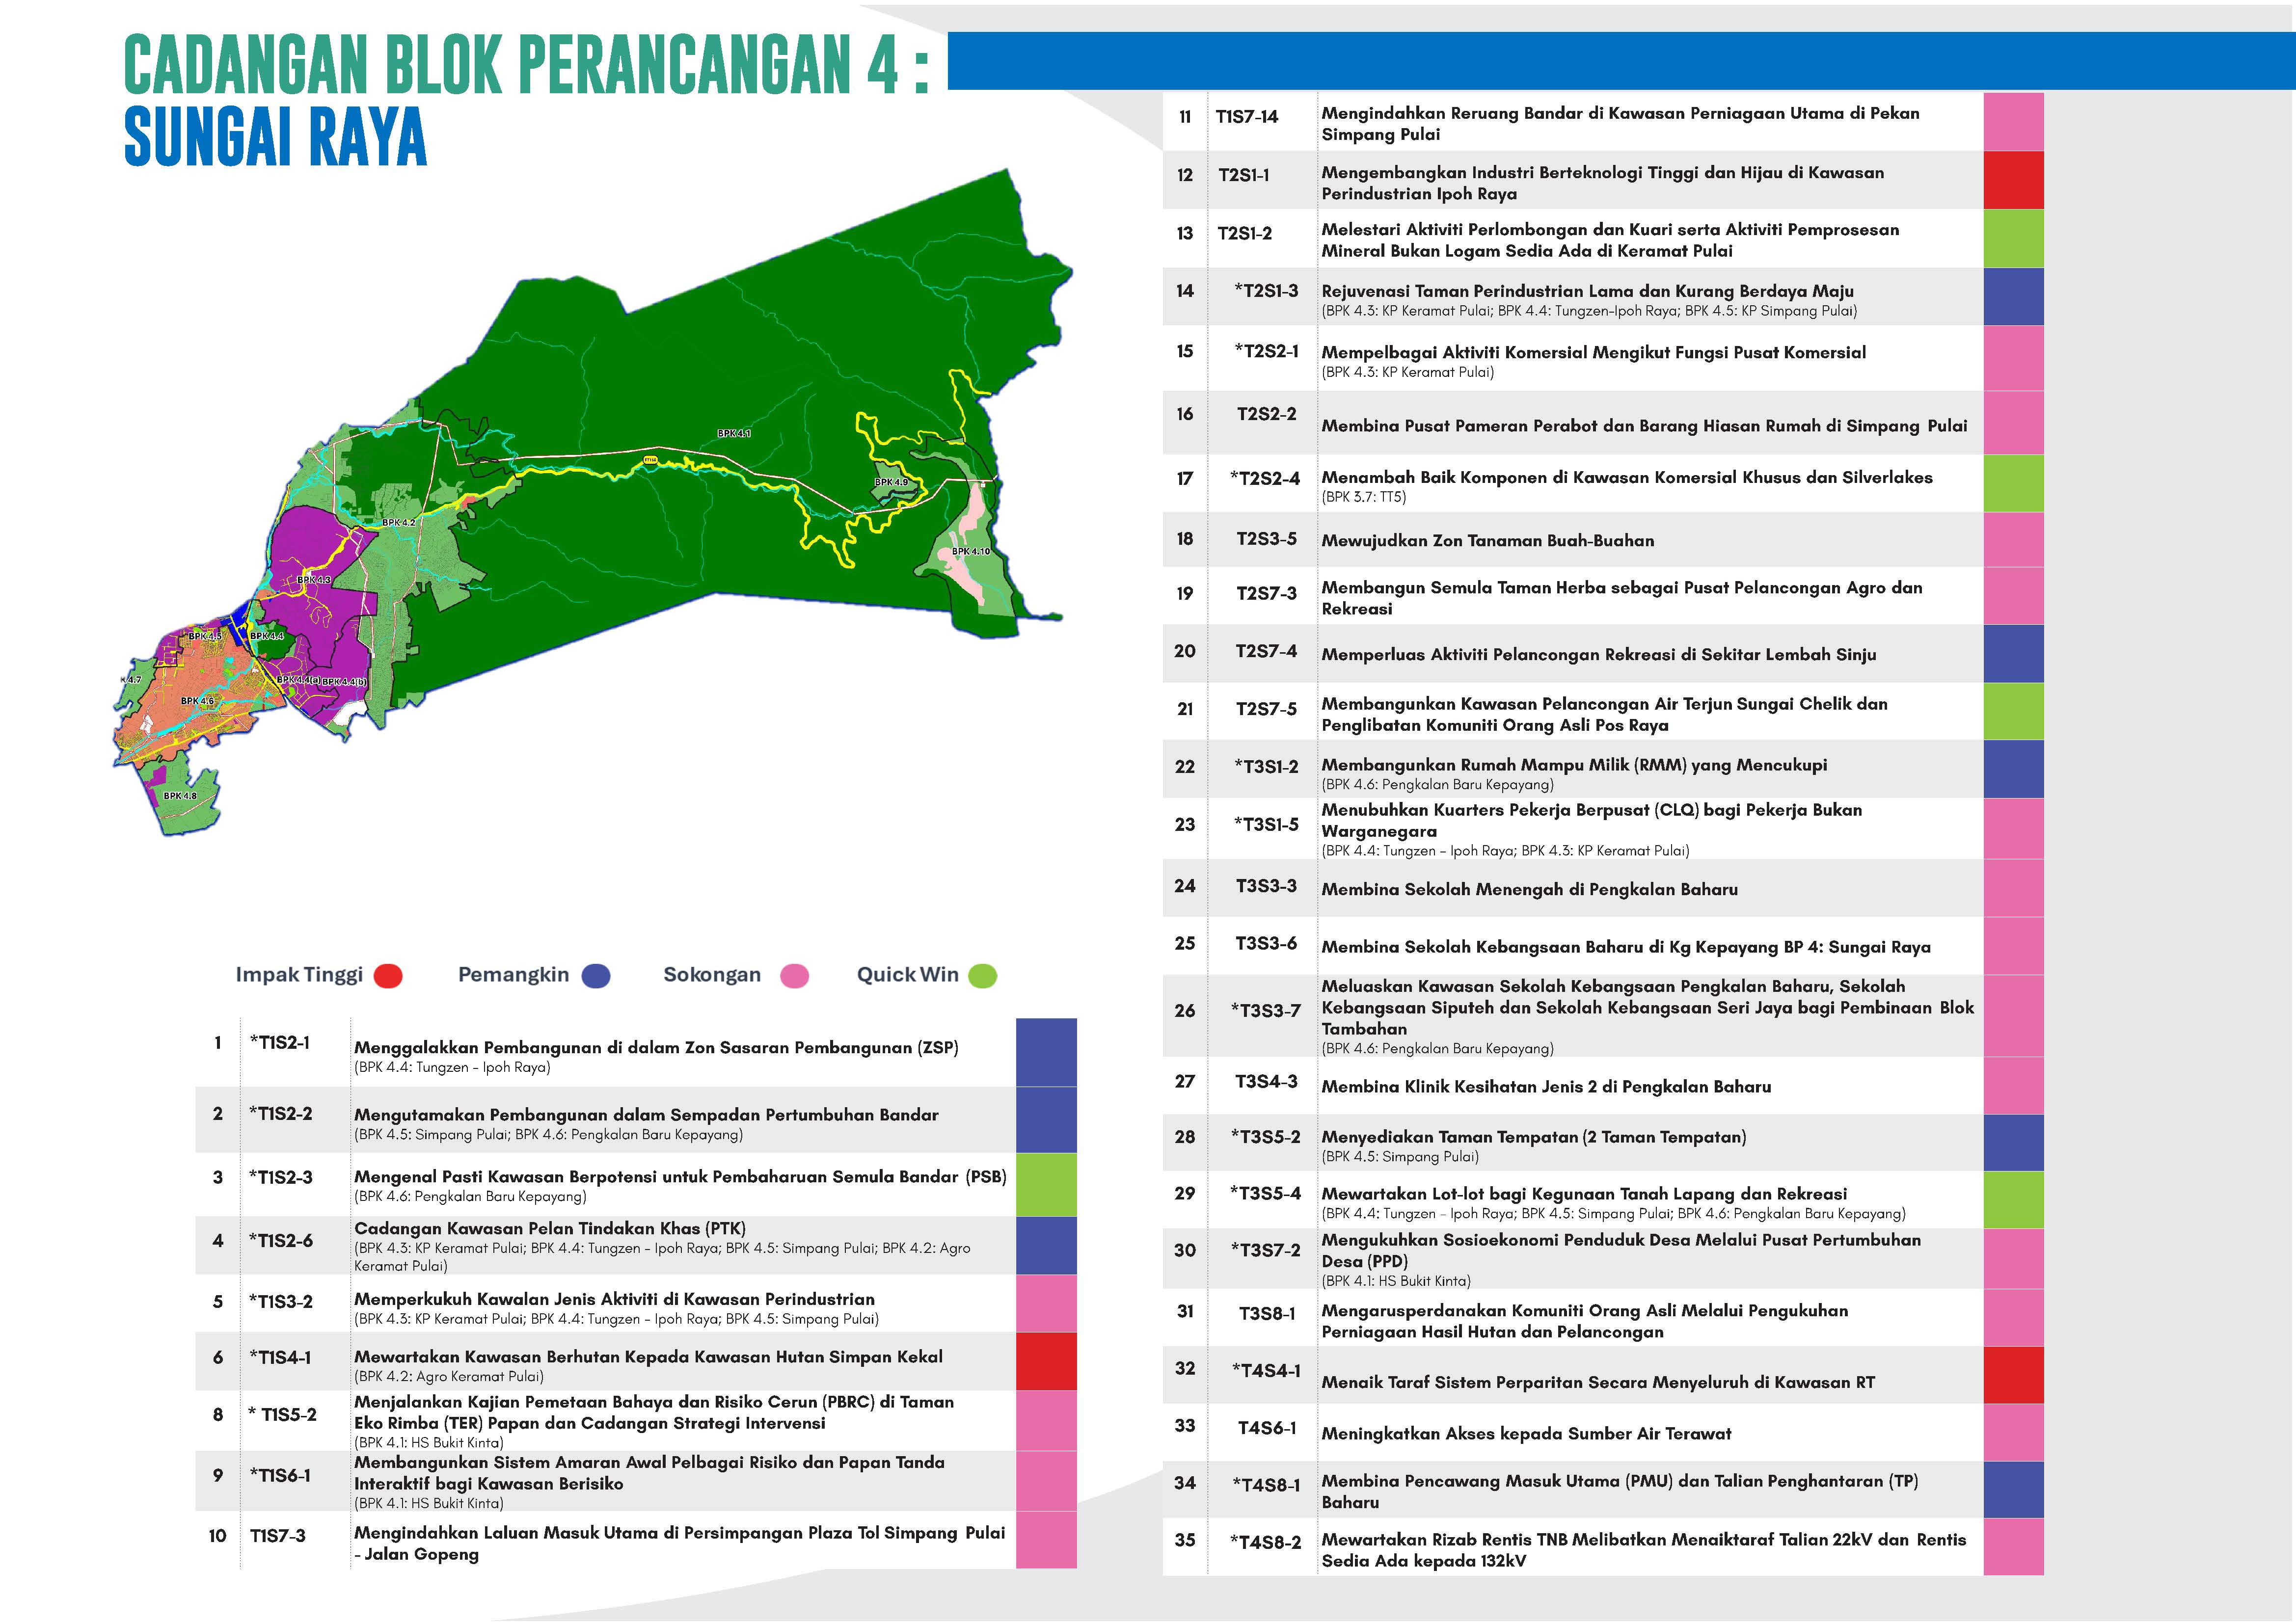 CADANGAN BLOK PERANCANGAN 4 :
SUNGAI RAYA
BPK 4.1
BPK 4.9
BPK 4.2
BPK 4.10
BPK 4.3
BPK 4.5
BPK 4.4
K 4.7
BPK 4.4(a)
BPK 4.4(b)
BPK 4.6
BPK 4.8
Impak Tinggi
Pemangkin
Sokongan
Quick Win
1 *T1S2-1 Menggalakkan Pembangunan di dalam Zon Sasaran Pembangunan (ZSP)
(BPK 4.4: Tungzen - Ipoh Raya)
2 *T1S2-2 Mengutamakan Pembangunan dalam Sempadan Pertumbuhan Bandar
(BPK 4.5: Simpang Pulai; BPK 4.6: Pengkalan Baru Kepayang)
3 *T1S2-3 Mengenal Pasti Kawasan Berpotensi untuk Pembaharuan Semula Bandar (PSB)
(BPK 4.6: Pengkalan Baru Kepayang)
4 *T1S2-6 Cadangan Kawasan Pelan Tindakan Khas (PTK)
(BPK 4.3: KP Keramat Pulai; BPK 4.4: Tungzen - Ipoh Raya; BPK 4.5: Simpang Pulai; BPK 4.2: Agro
Keramat Pulai)
5 *T1S3-2 Memperkukuh Kawalan Jenis Aktiviti di Kawasan Perindustrian
(BPK 4.3: KP Keramat Pulai; BPK 4.4: Tungzen - Ipoh Raya; BPK 4.5: Simpang Pulai)
6 *T1S4-1 Mewartakan Kawasan Berhutan Kepada Kawasan Hutan Simpan Kekal
(BPK 4.2: Agro Keramat Pulai)
8 * T1S5-2 Menjalankan Kajian Pemetaan Bahaya dan Risiko Cerun (PBRC) di Taman
Eko Rimba (TER) Papan dan Cadangan Strategi Intervensi
(BPK 4.1: HS Bukit Kinta)
9 *T1S6-1 Membangunkan Sistem Amaran Awal Pelbagai Risiko dan Papan Tanda
Interaktif bagi Kawasan Berisiko
(BPK 4.1: HS Bukit Kinta)
10 T1S7-3 Mengindahkan Laluan Masuk Utama di Persimpangan Plaza Tol Simpang Pulai
- Jalan Gopeng
11 T1S7-14 Mengindahkan Reruang Bandar di Kawasan Perniagaan Utama di Pekan
Simpang Pulai
12 T2S1-1 Mengembangkan Industri Berteknologi Tinggi dan Hijau di Kawasan
Perindustrian Ipoh Raya
13 T2S1-2 Melestari Aktiviti Perlombongan dan Kuari serta Aktiviti Pemprosesan
Mineral Bukan Logam Sedia Ada di Keramat Pulai
14 *T2S1-3 Rejuvenasi Taman Perindustrian Lama dan Kurang Berdaya Maju
(BPK 4.3: KP Keramat Pulai; BPK 4.4: Tungzen-Ipoh Raya; BPK 4.5: KP Simpang Pulai)
15 *T2S2-1 Mempelbagai Aktiviti Komersial Mengikut Fungsi Pusat Komersial
(BPK 4.3: KP Keramat Pulai)
16 T2S2-2 Membina Pusat Pameran Perabot dan Barang Hiasan Rumah di Simpang Pulai
17 *T2S2-4 Menambah Baik Komponen di Kawasan Komersial Khusus dan Silverlakes
(BPK 3.7: TT5)
18 T2S3-5 Mewujudkan Zon Tanaman Buah-Buahan
19 T2S7-3 Membangun Semula Taman Herba sebagai Pusat Pelancongan Agro dan
Rekreasi
20 T2S7-4 Memperluas Aktiviti Pelancongan Rekreasi di Sekitar Lembah Sinju
21 T2S7-5 Membangunkan Kawasan Pelancongan Air Terjun Sungai Chelik dan
Penglibatan Komuniti Orang Asli Pos Raya
22 *T3S1-2 Membangunkan Rumah Mampu Milik (RMM) yang Mencukupi
(BPK 4.6: Pengkalan Baru Kepayang)
23 *T3S1-5 Menubuhkan Kuarters Pekerja Berpusat (CLQ) bagi Pekerja Bukan
Warganegara
(BPK 4.4: Tungzen - Ipoh Raya; BPK 4.3: KP Keramat Pulai)
24 T3S3-3 Membina Sekolah Menengah di Pengkalan Baharu
25 T3S3-6 Membina Sekolah Kebangsaan Baharu di Kg Kepayang BP 4: Sungai Raya
26 *T3S3-7 Meluaskan Kawasan Sekolah Kebangsaan Pengkalan Baharu, Sekolah
Kebangsaan Siputeh dan Sekolah Kebangsaan Seri Jaya bagi Pembinaan Blok
Tambahan
(BPK 4.6: Pengkalan Baru Kepayang)
27 T3S4-3 Membina Klinik Kesihatan Jenis 2 di Pengkalan Baharu
28 *T3S5-2 Menyediakan Taman Tempatan (2 Taman Tempatan)
(BPK 4.5: Simpang Pulai)
29 *T3S5-4 Mewartakan Lot-lot bagi Kegunaan Tanah Lapang dan Rekreasi
(BPK 4.4: Tungzen - Ipoh Raya; BPK 4.5: Simpang Pulai; BPK 4.6: Pengkalan Baru Kepayang)
30 *T3S7-2 Mengukuhkan Sosioekonomi Penduduk Desa Melalui Pusat Pertumbuhan
Desa (PPD)
(BPK 4.1: HS Bukit Kinta)
31 T3S8-1 Mengarusperdanakan Komuniti Orang Asli Melalui Pengukuhan
Perniagaan Hasil Hutan dan Pelancongan
32 *T4S4-1 Menaik Taraf Sistem Perparitan Secara Menyeluruh di Kawasan RT
33 T4S6-1 Meningkatkan Akses kepada Sumber Air Terawat
34 *T4S8-1 Membina Pencawang Masuk Utama (PMU) dan Talian Penghantaran (TP)
Baharu
35 *T4S8-2 Mewartakan Rizab Rentis TNB Melibatkan Menaiktaraf Talian 22kV dan Rentis
Sedia Ada kepada 132kV